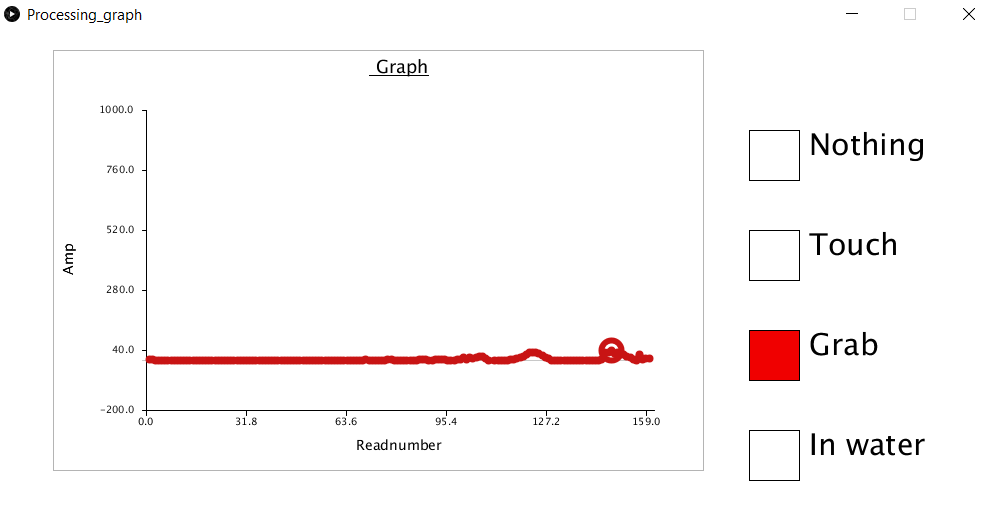 Processing_graph
Graph
1000.0
760.0
520.0
280.0
40.0
-200.0
Amp
0.0 31.8 63.6 95.4 127.2 159.0
Readnumber
Nothing
Touch
Grab
In water